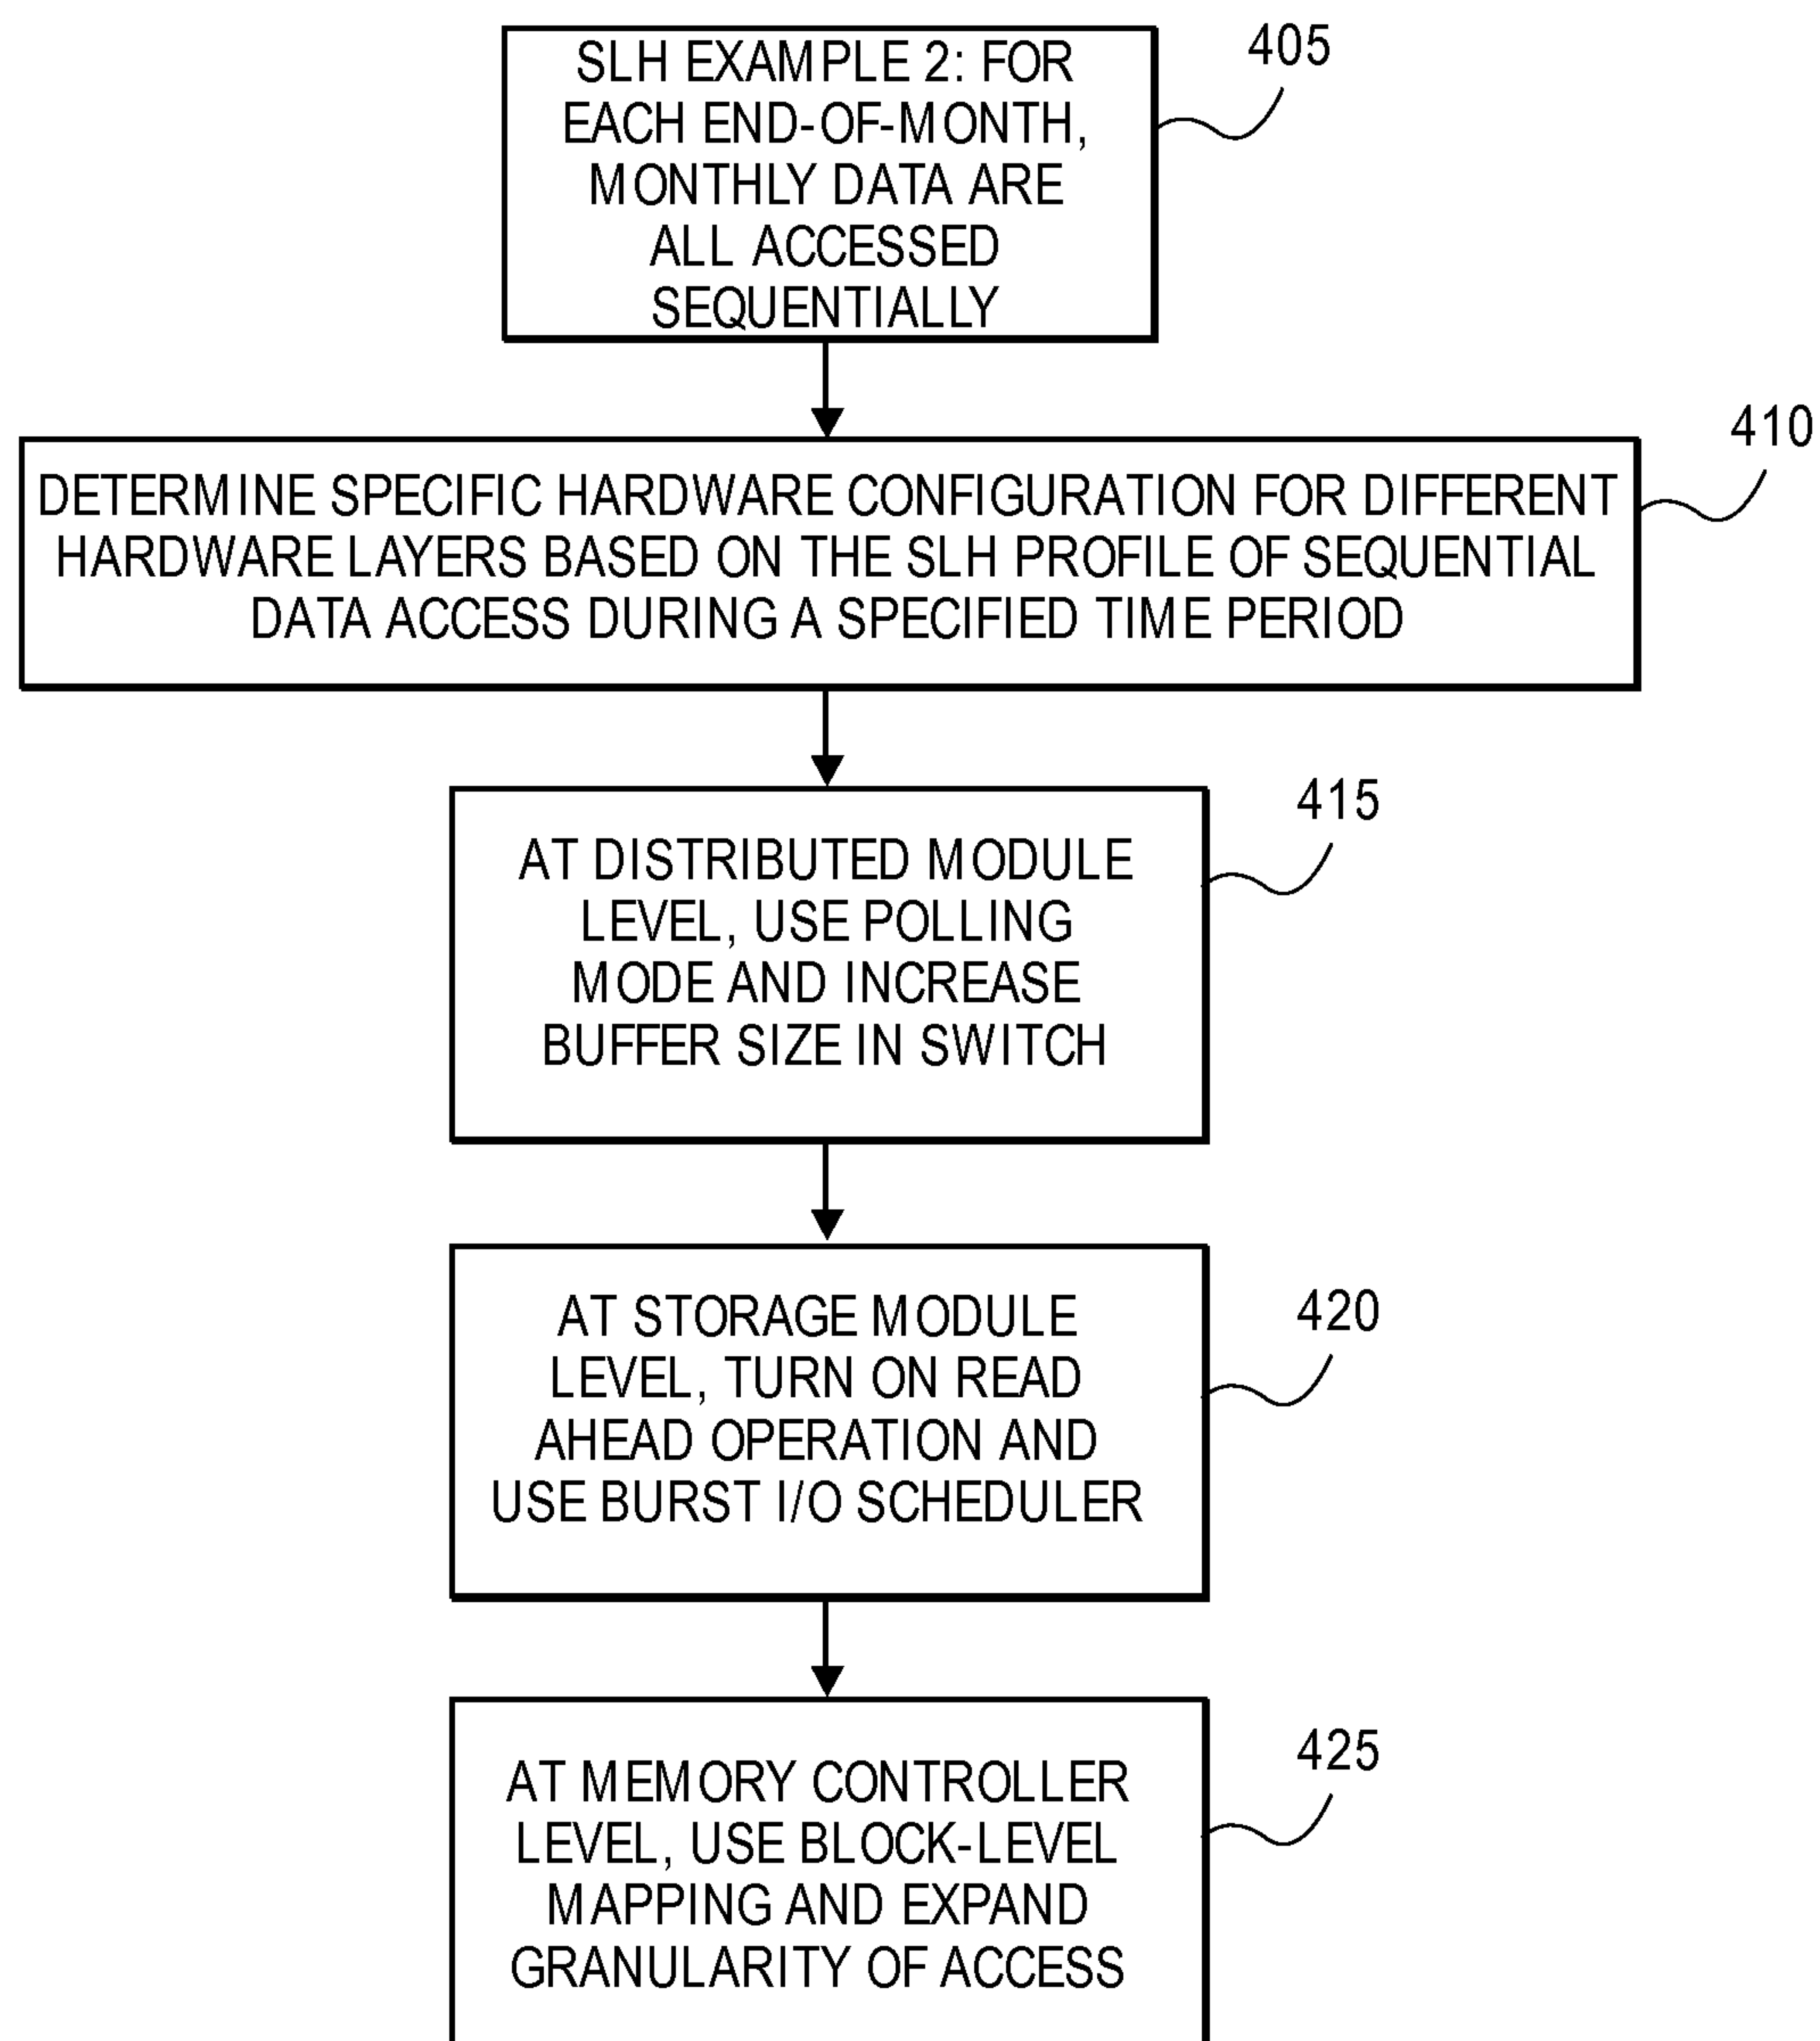 SLH EXAMPLE 2: FOR
EACH END-OF-MONTH,
MONTHLY DATA ARE
ALL ACCESSED
SEQUENTIALLY
405
410
DETERMINE SPECIFIC HARDWARE CONFIGURATION FOR DIFFERENT
HARDWARE LAYERS BASED ON THE SLH PROFILE OF SEQUENTIAL
DATA ACCESS DURING A SPECIFIED TIME PERIOD
415
AT DISTRIBUTED MODULE
LEVEL, USE POLLING
MODE AND INCREASE
BUFFER SIZE IN SWITCH
420
AT STORAGE MODULE
LEVEL, TURN ON READ
AHEAD OPERATION AND
USE BURST I/O SCHEDULER
425
AT MEMORY CONTROLLER
LEVEL, USE BLOCK-LEVEL
MAPPING AND EXPAND
GRANULARITY OF ACCESS